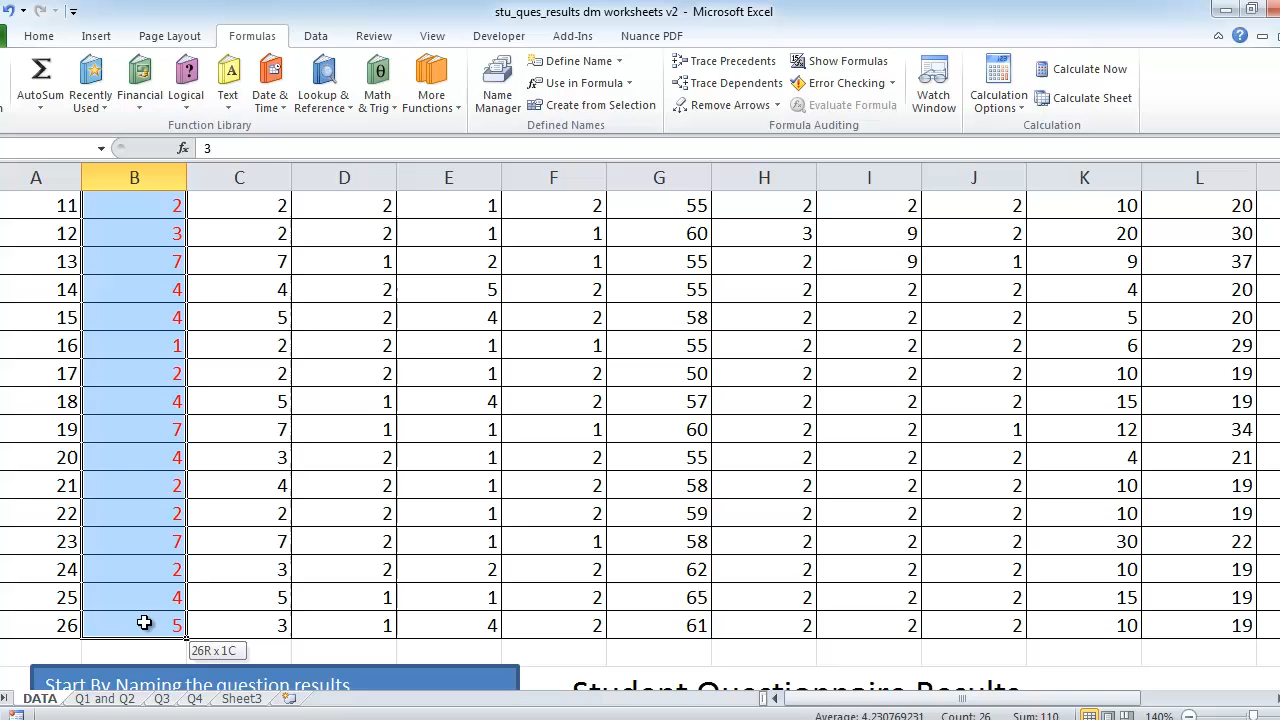 stu_ques_results dm worksheets v2 - Microsoft Excel
Home Insert Page Layout Formulas Data Review View Developer Add-Ins Nuance PDF
AutoSum Recently Used Financial Logical Text Date & Time Lookup & Reference Math & Trig More Functions
Function Library
Name Manager Define Name Use in Formula Create from Selection
Defined Names
Trace Precedents Trace Dependents Remove Arrows Show Formulas Error Checking Evaluate Formula Watch Window
Formula Auditing
Calculation Options Calculate Now Calculate Sheet
Calculation
fx 3
A B C D E F G H I J K L
11 2 2 2 1 2 55 2 2 2 10 20
12 3 2 2 1 1 60 3 9 2 20 30
13 7 7 1 2 1 55 2 9 1 9 37
14 4 4 2 5 2 55 2 2 2 4 20
15 4 5 2 4 2 58 2 2 2 5 20
16 1 2 2 1 1 55 2 2 2 6 29
17 2 2 2 1 2 50 2 2 2 10 19
18 4 5 1 4 2 57 2 2 2 15 19
19 7 7 1 1 1 60 2 2 1 12 34
20 4 3 2 1 2 55 2 2 2 4 21
21 2 4 2 1 2 58 2 2 2 10 19
22 2 2 2 1 2 59 2 2 2 10 19
23 7 7 2 1 1 58 2 2 2 30 22
24 2 3 2 2 2 62 2 2 2 10 19
25 4 5 1 1 2 65 2 2 2 15 19
26 5 3 1 4 2 61 2 2 2 10 19
26R x 1C
Start By Naming the question results
Student Questionnaire Results
DATA Q1 and Q2 Q3 Q4 Sheet3
Average: 4.230769231 Count: 26 Sum: 110 140%